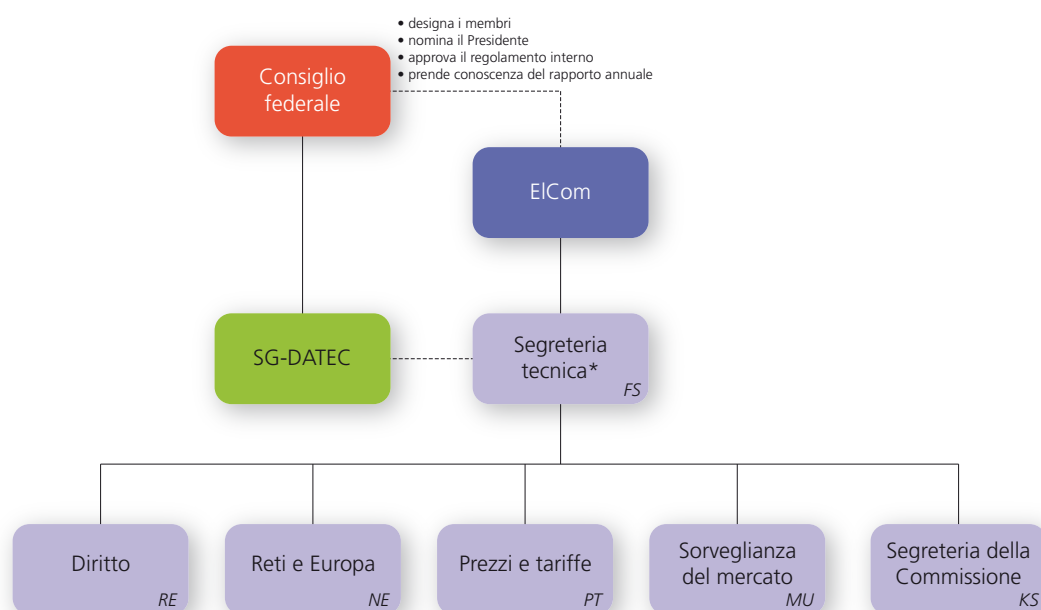 • designa i membri
• nomina il Presidente
• approva il regolamento interno
• prende conoscenza del rapporto annuale
Consiglio
federale
ElCom
SG-DATEC
Segreteria
tecnica*
FS
Diritto
RE
Reti e Europa
NE
Prezzi e tariffe
PT
Sorveglianza
del mercato
MU
Segreteria della
Commissione
KS